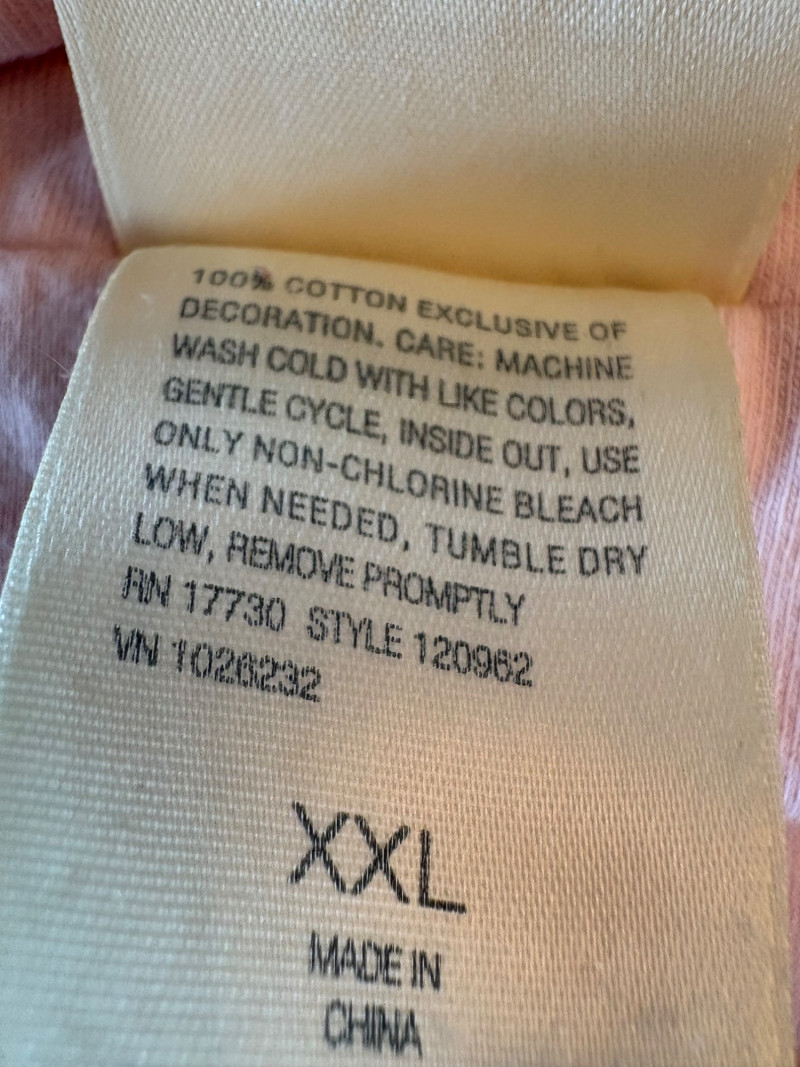 100% COTTON EXCLUSIVE OF
DECORATION. CARE: MACHINE
WASH COLD WITH LIKE COLORS,
GENTLE CYCLE, INSIDE OUT, USE
ONLY NON-CHLORINE BLEACH
WHEN NEEDED, TUMBLE DRY
LOW, REMOVE PROMPTLY
RN 17730 STYLE 120962
VN 1026232
XXL
MADE IN
CHINA